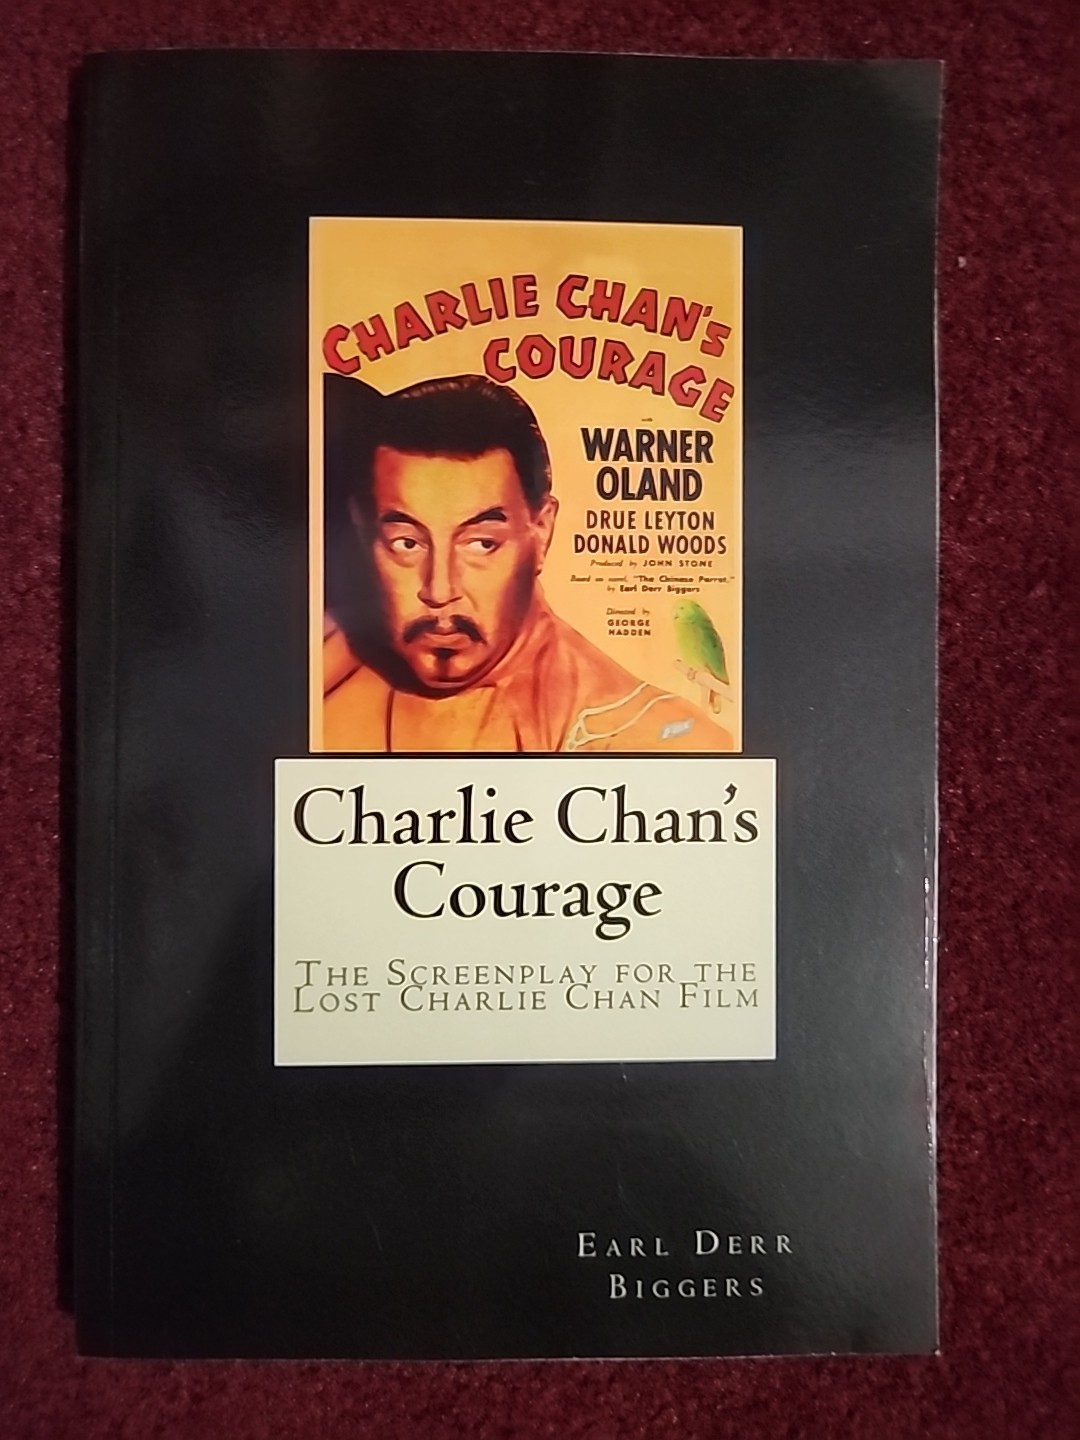 CHARLIE CHAN'S
COURAGE
with
WARNER
OLAND
DRUE LEYTON
DONALD WOODS
Produced by JOHN STONE
Based on novel, "The Chinese Parrot,"
by Earl Derr Biggers
Directed by
GEORGE
HADDEN
Charlie Chan's
Courage
THE SCREENPLAY FOR THE
LOST CHARLIE CHAN FILM
EARL DERR
BIGGERS